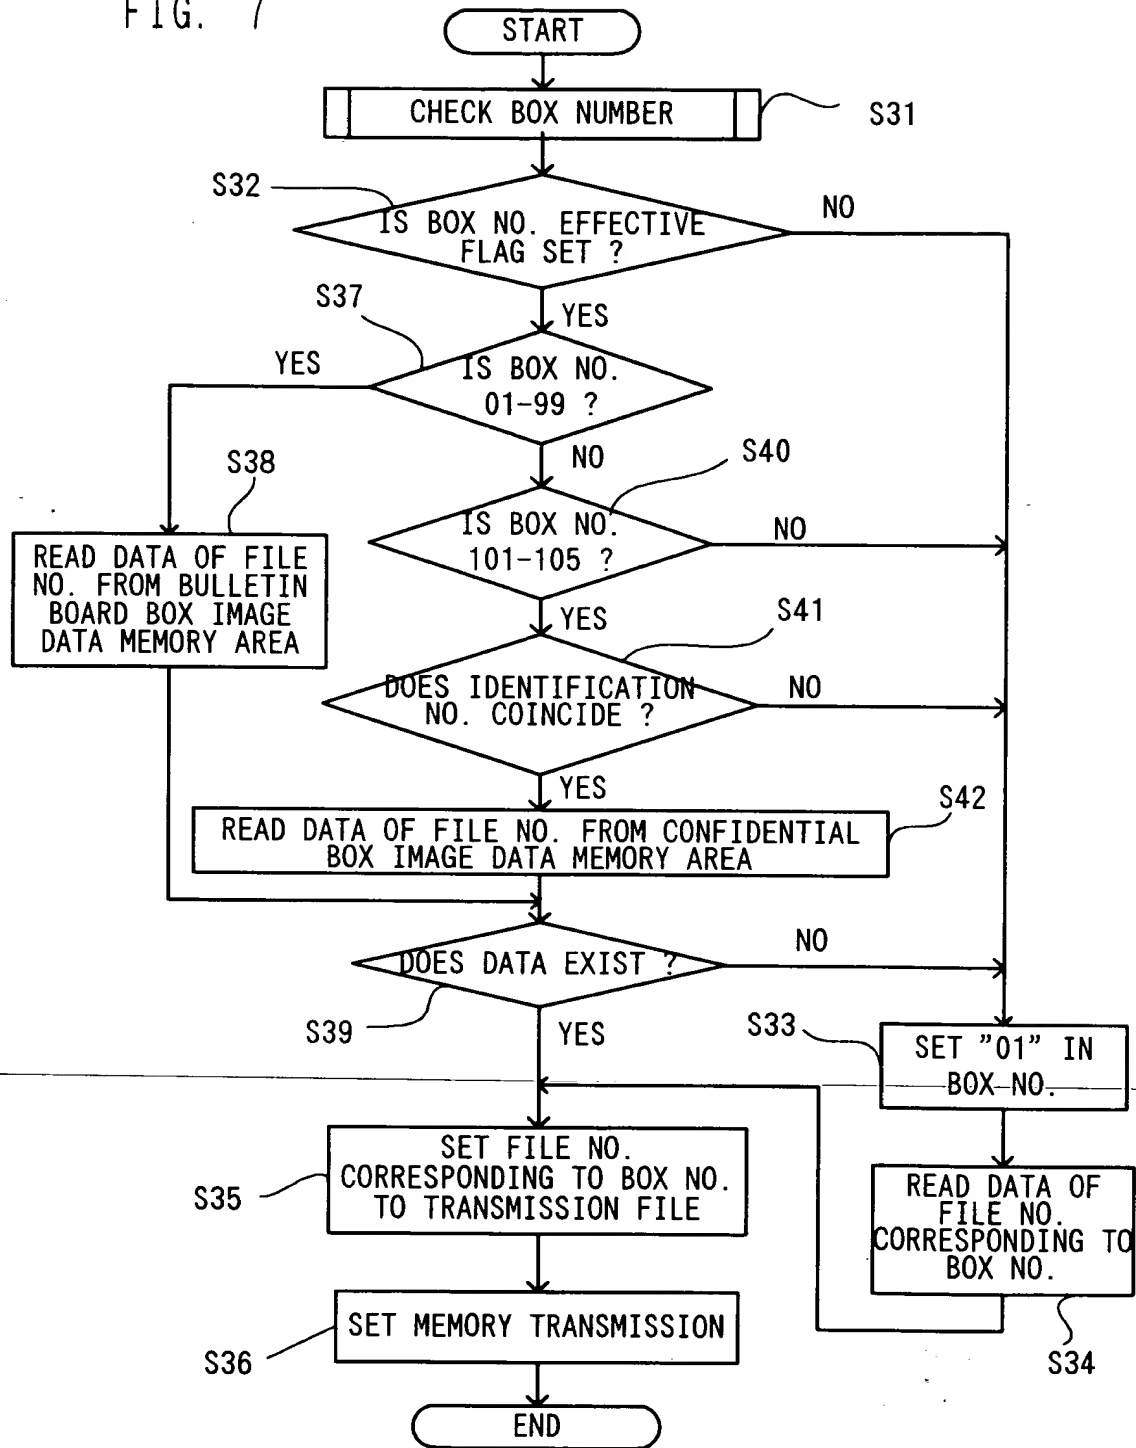 FIG. 7
START
CHECK BOX NUMBER
S31
S32
IS BOX NO. EFFECTIVE
FLAG SET ?
NO
YES
S37
YES
IS BOX NO.
01-99 ?
NO
S40
S38
IS BOX NO.
101-105 ?
NO
READ DATA OF FILE
NO. FROM BULLETIN
BOARD BOX IMAGE
DATA MEMORY AREA
YES
S41
DOES IDENTIFICATION
NO. COINCIDE ?
NO
YES
S42
READ DATA OF FILE NO. FROM CONFIDENTIAL
BOX IMAGE DATA MEMORY AREA
DOES DATA EXIST ?
NO
S39
YES
S33
SET "01" IN
BOX NO.
SET FILE NO.
CORRESPONDING TO BOX NO.
TO TRANSMISSION FILE
S35
READ DATA OF
FILE NO.
CORRESPONDING TO
BOX NO.
S34
SET MEMORY TRANSMISSION
S36
END